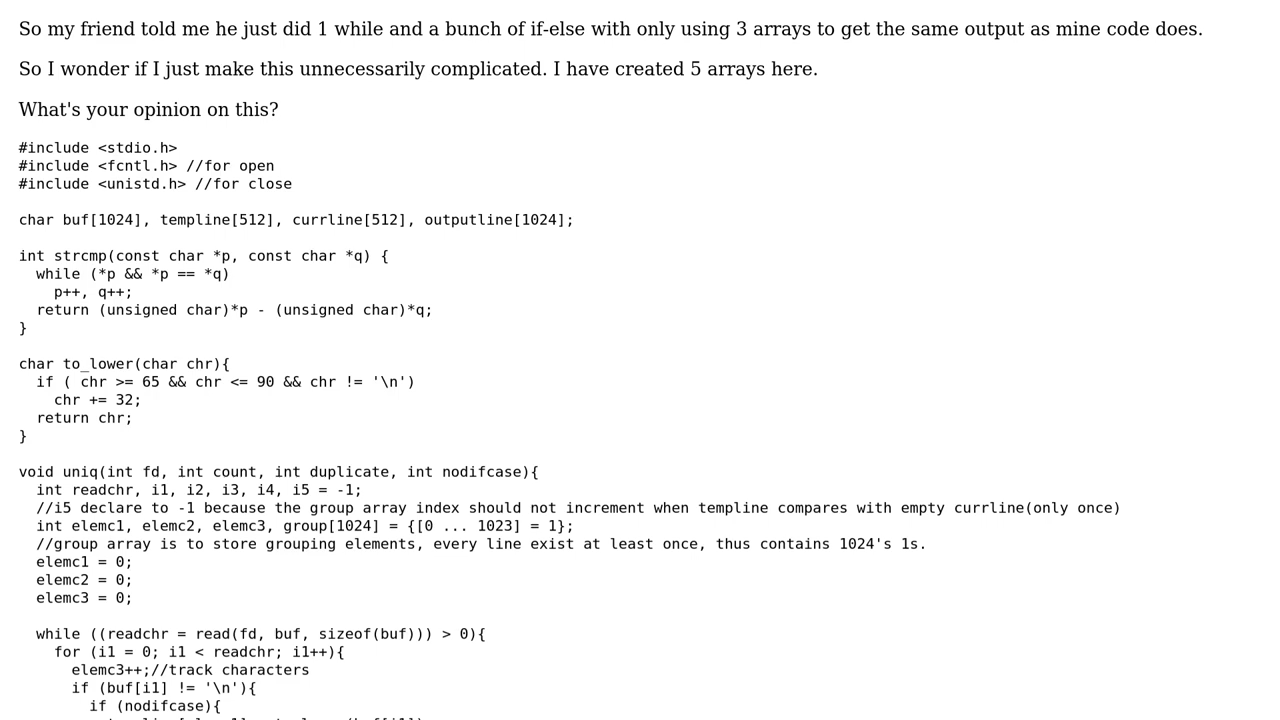 So my friend told me he just did 1 while and a bunch of if-else with only using 3 arrays to get the same output as mine code does.
So I wonder if I just make this unnecessarily complicated. I have created 5 arrays here.
What's your opinion on this?
#include <stdio.h>
#include <fcntl.h> //for open
#include <unistd.h> //for close
char buf[1024], templine[512], currline[512], outputline[1024];
int strcmp(const char *p, const char *q) {
  while (*p && *p == *q)
    p++, q++;
  return (unsigned char)*p - (unsigned char)*q;
}
char to_lower(char chr){
  if ( chr >= 65 && chr <= 90 && chr != '\n')
    chr += 32;
  return chr;
}
void uniq(int fd, int count, int duplicate, int nodifcase){
  int readchr, i1, i2, i3, i4, i5 = -1;
  //i5 declare to -1 because the group array index should not increment when templine compares with empty currline(only once)
  int elemc1, elemc2, elemc3, group[1024] = {[0 ... 1023] = 1};
  //group array is to store grouping elements, every line exist at least once, thus contains 1024's 1s.
  elemc1 = 0;
  elemc2 = 0;
  elemc3 = 0;
  while ((readchr = read(fd, buf, sizeof(buf))) > 0){
    for (i1 = 0; i1 < readchr; i1++){
      elemc3++;//track characters
      if (buf[i1] != '\n'){
        if (nodifcase){